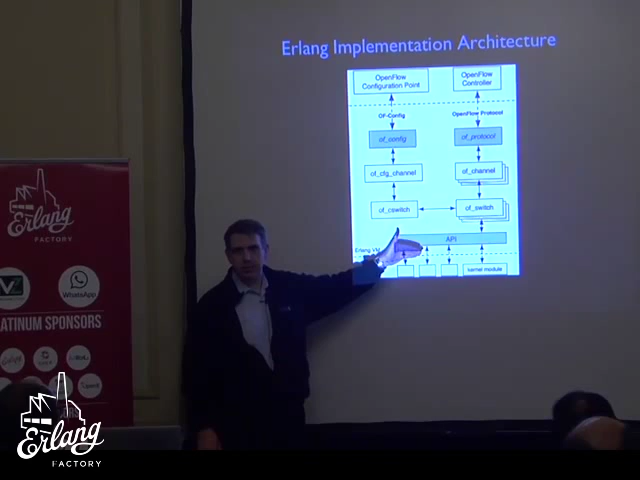 Erlang Implementation Architecture
OpenFlow
Configuration Point
OpenFlow
Controller
OF-Config
OpenFlow Protocol
of_config
of_protocol
of_cfg_channel
of_channel
of_cswitch
of_switch
API
Erlang VM
kernel module
Erlang
FACTORY
WhatsApp
PLATINUM SPONSORS
Erlang
FACTORY